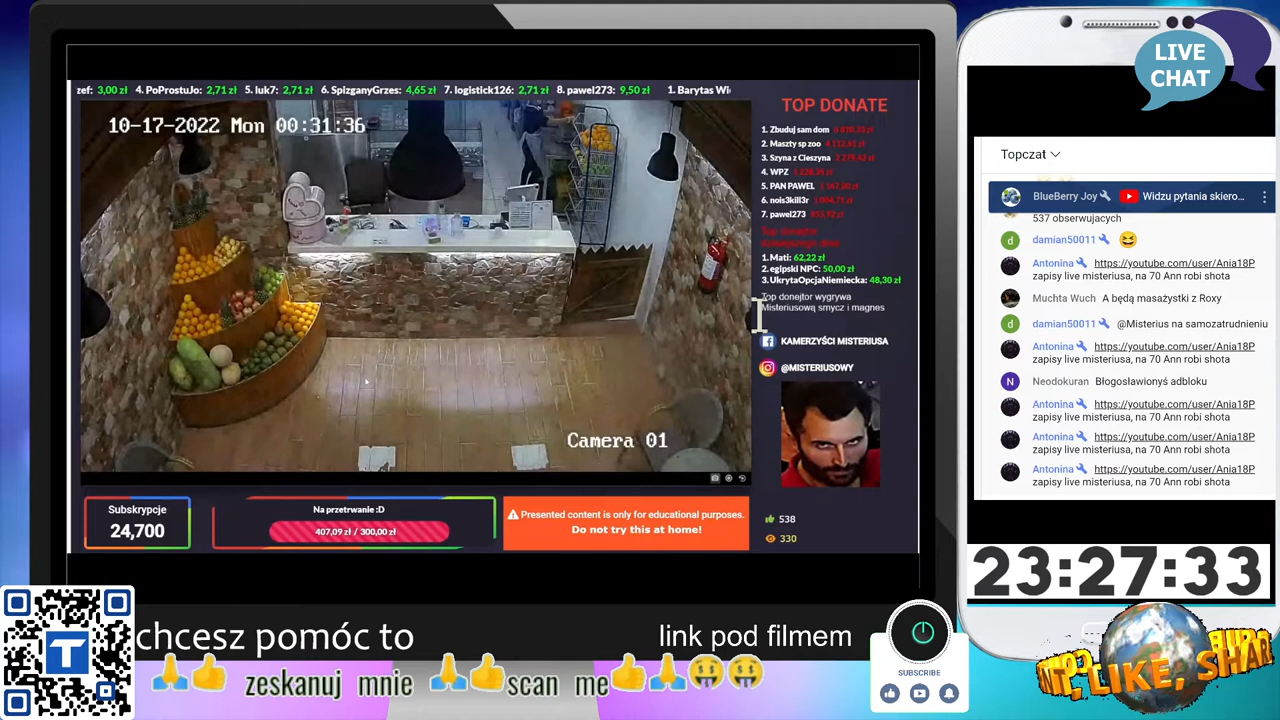 zef: 3,00 zł 4. PoProstuJo: 2,71 zł 5. luk7: 2,71 zł 6. SpizganyGrzes: 4,65 zł 7. logistick126: 2,71 zł 8. pawel273: 9,50 zł 1. Barytas
10-17-2022 Mon 00:31:36
Camera 01
TOP DONATE
1. Zbuduj sam dom
2. Maszty sp zoo
3. Szyna z Cieszyna
4. WPZ
5. PAN PAWEL
6. nois3kill3r
7. pawel273
1. Mati: 62,22 zł
2. egipski NPC: 50,00 zł
3. UkrytaOpcjaNiemiecka: 48,30 zł
Top donejtor wygrywa
Misteriusową smycz i magnes
KAMERZYŚCI MISTERIUSA
@MISTERIUSOWY
538
330
Subskrypcje
24,700
Na przetrwanie :D
407,09 zł / 300,00 zł
Presented content is only for educational purposes.
Do not try this at home!
LIVE
CHAT
Topczat
BlueBerry Joy Widzu pytania skiero...
537 obserwujacych
damian50011
Antonina https://youtube.com/user/Ania18P
zapisy live misteriusa, na 70 Ann robi shota
Muchta Wuch A będą masażystki z Roxy
damian50011 @Misterius na samozatrudnieniu
Antonina https://youtube.com/user/Ania18P
zapisy live misteriusa, na 70 Ann robi shota
Neodokuran Błogosławionyś adbloku
Antonina https://youtube.com/user/Ania18P
zapisy live misteriusa, na 70 Ann robi shota
Antonina https://youtube.com/user/Ania18P
zapisy live misteriusa, na 70 Ann robi shota
Antonina https://youtube.com/user/Ania18P
zapisy live misteriusa, na 70 Ann robi shota
23:27:33
chcesz pomóc to
link pod filmem
zeskanuj mnie scan me
SUBSCRIBE
LIKE, SHAR